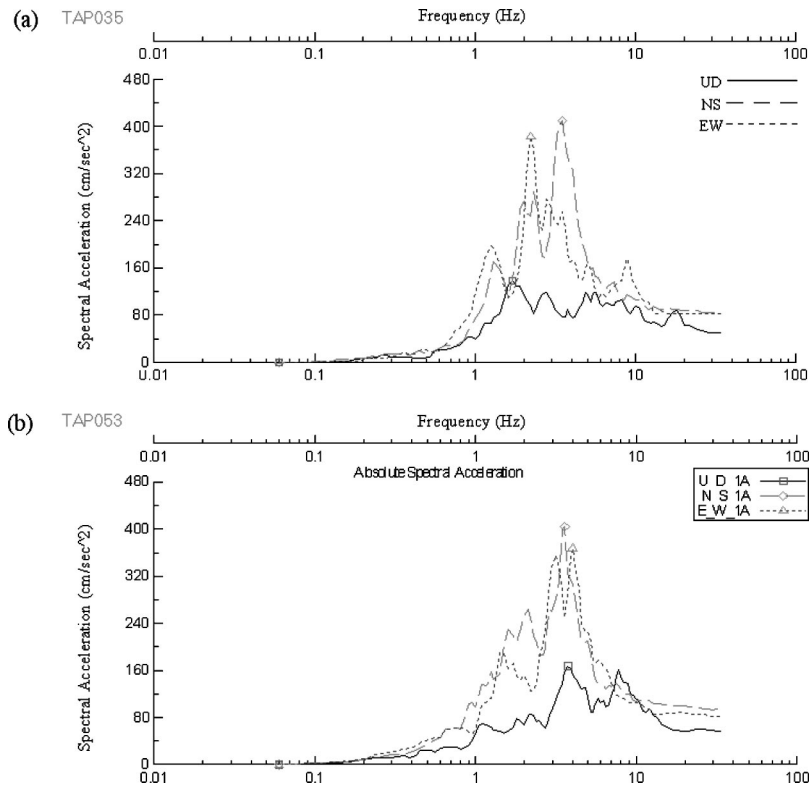 (a) TAP035
Frequency (Hz)
0.01 0.1 1 10 100
480
400
320
240
160
80
0
Spectral Acceleration (cm/sec^2)
UD
NS
EW
0.01 0.1 1 10 100
(b) TAP053
Frequency (Hz)
0.01 0.1 1 10 100
Absolute Spectral Acceleration
480
400
320
240
160
80
0
Spectral Acceleration (cm/sec^2)
U_D_1A
N_S_1A
E_W_1A
0.01 0.1 1 10 100